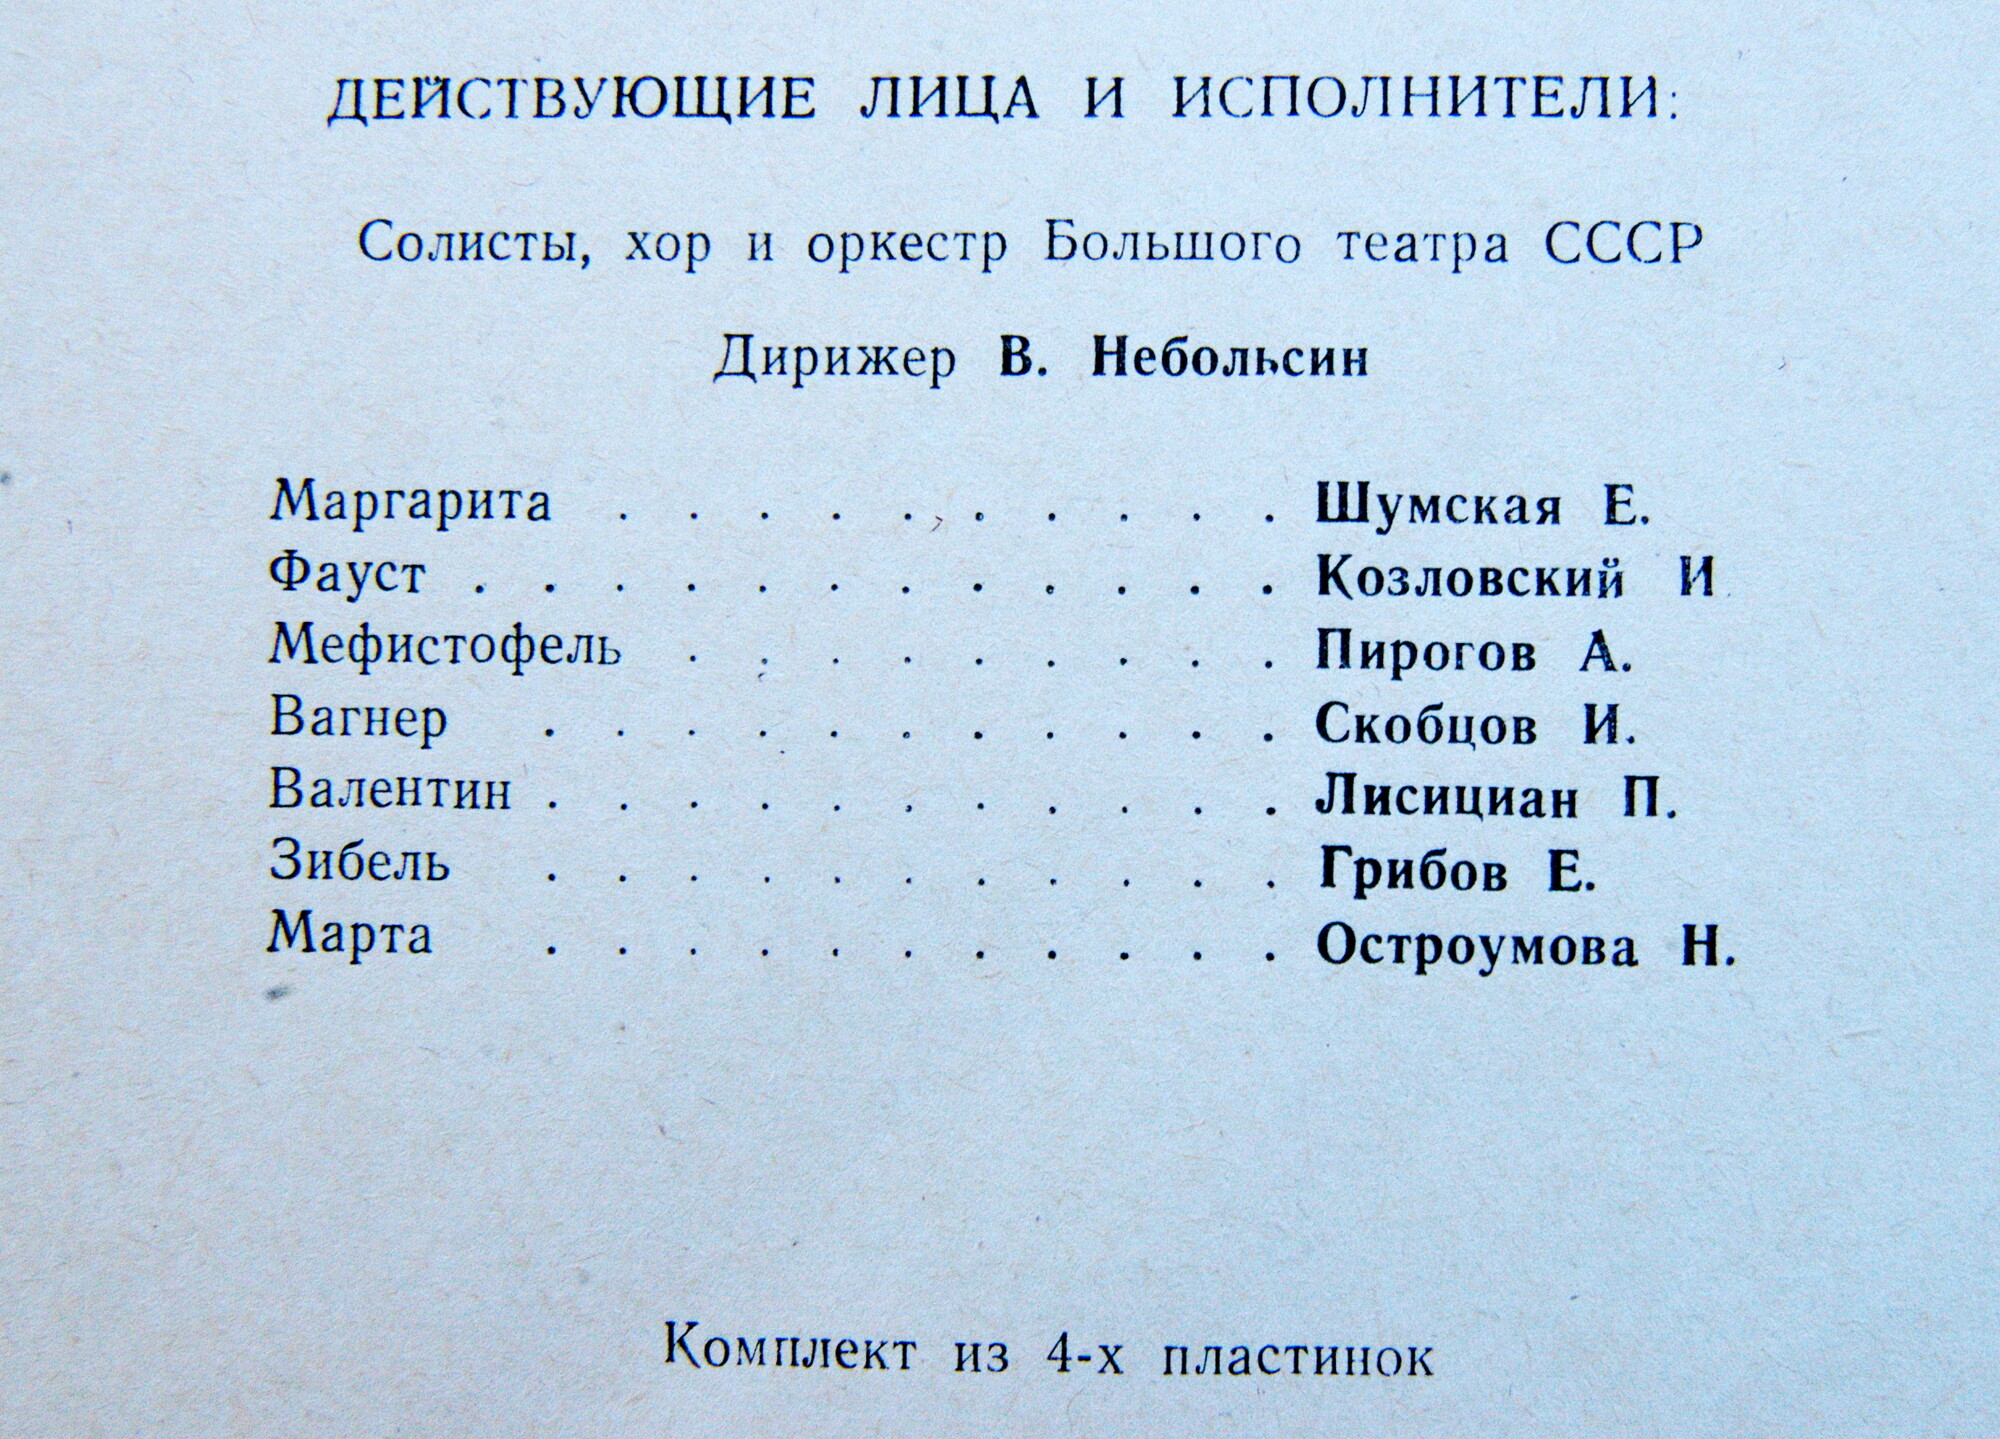 ДЕЙСТВУЮЩИЕ ЛИЦА И ИСПОЛНИТЕЛИ:
Солисты, хор и оркестр Большого театра СССР
Дирижер В. Небольсин
Маргарита . . . . . . . . . . Шумская Е.
Фауст . . . . . . . . . . . . Козловский И
Мефистофель . . . . . . . . . Пирогов А.
Вагнер . . . . . . . . . . . Скобцов И.
Валентин . . . . . . . . . . . Лисициан П.
Зибель . . . . . . . . . . . Грибов Е.
Марта . . . . . . . . . . . Остроумова Н.
Комплект из 4-х пластинок